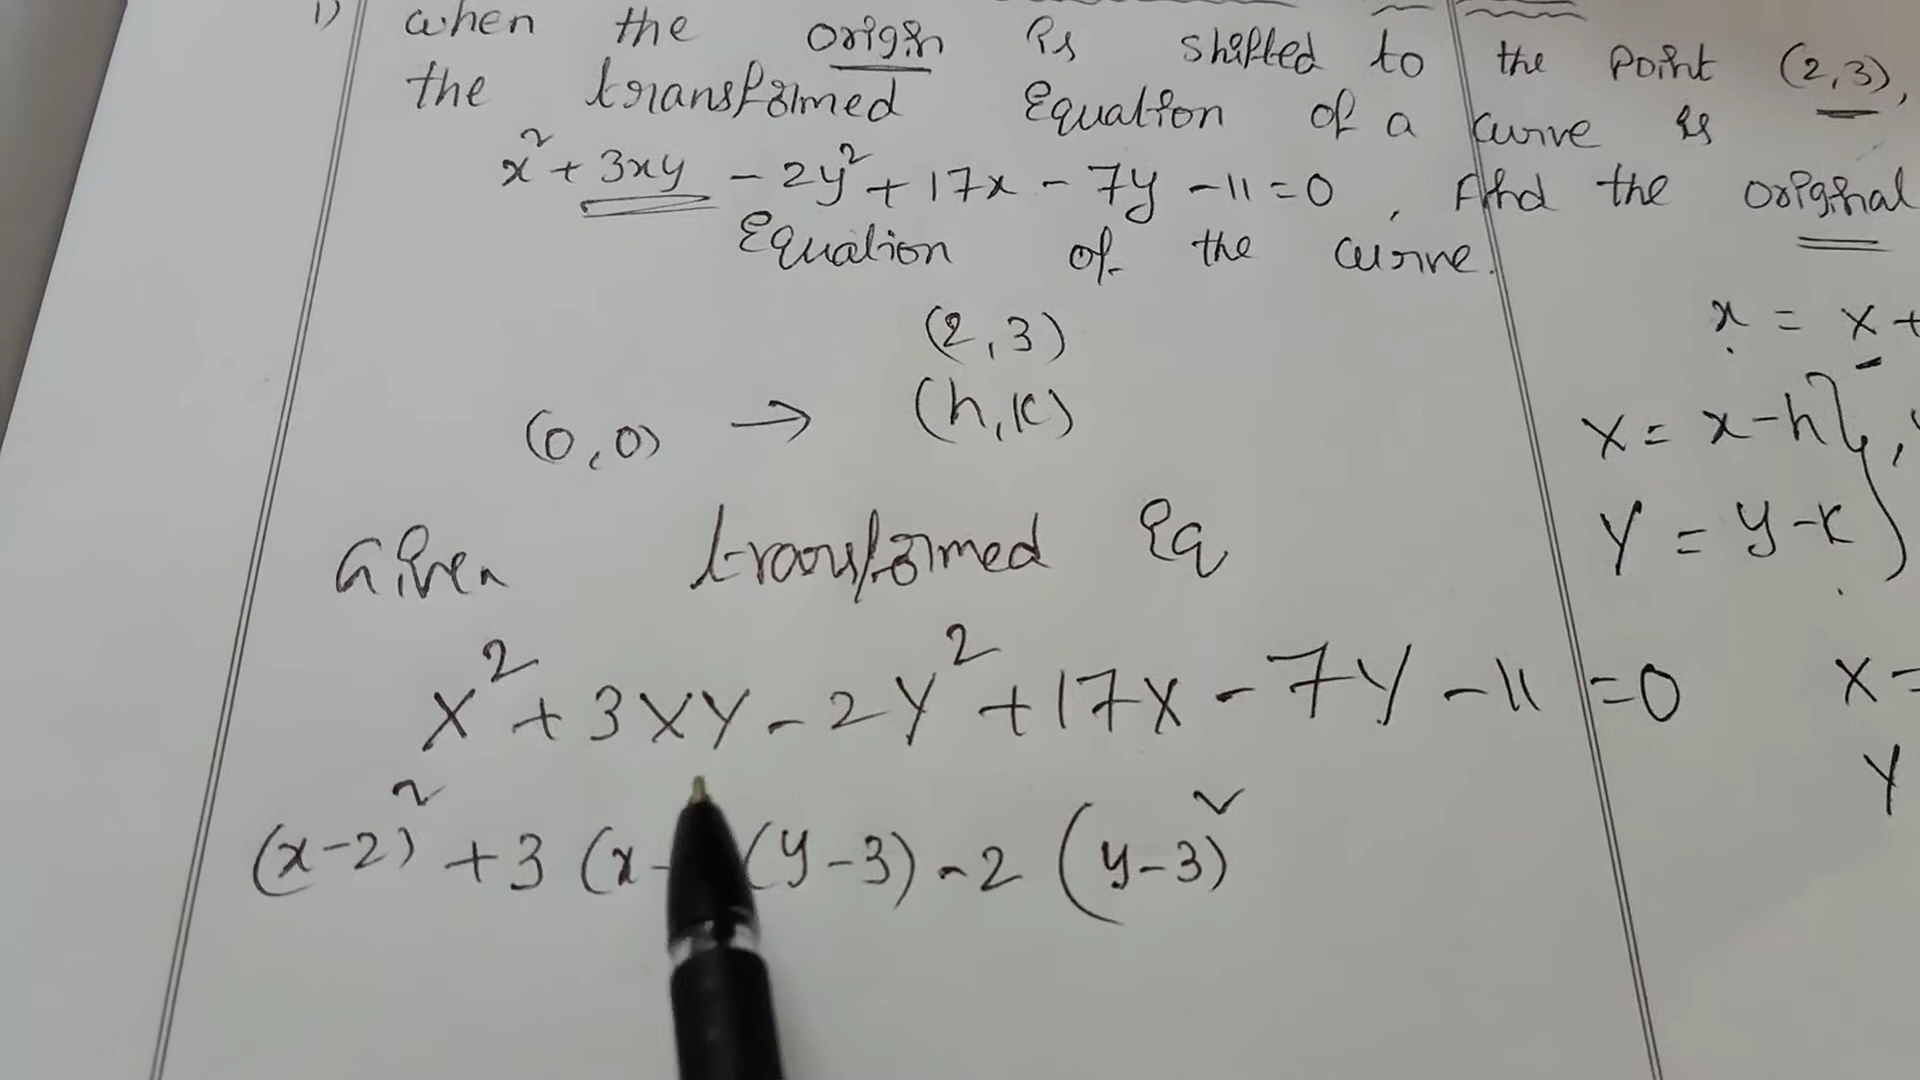 1) when the origin is shifted to the point (2,3),
the transformed Equation of a curve is
x² + 3xy - 2y² + 17x - 7y - 11 = 0 , find the original
Equation of the curve.
(2,3)
(0,0) → (h,k)
x = X +
X = x-h
Y = y-k
Given transformed Eq
X² + 3XY - 2Y² + 17X - 7Y - 11 = 0
X =
Y
(x-2)² + 3 (x- (y-3) - 2 (y-3)²